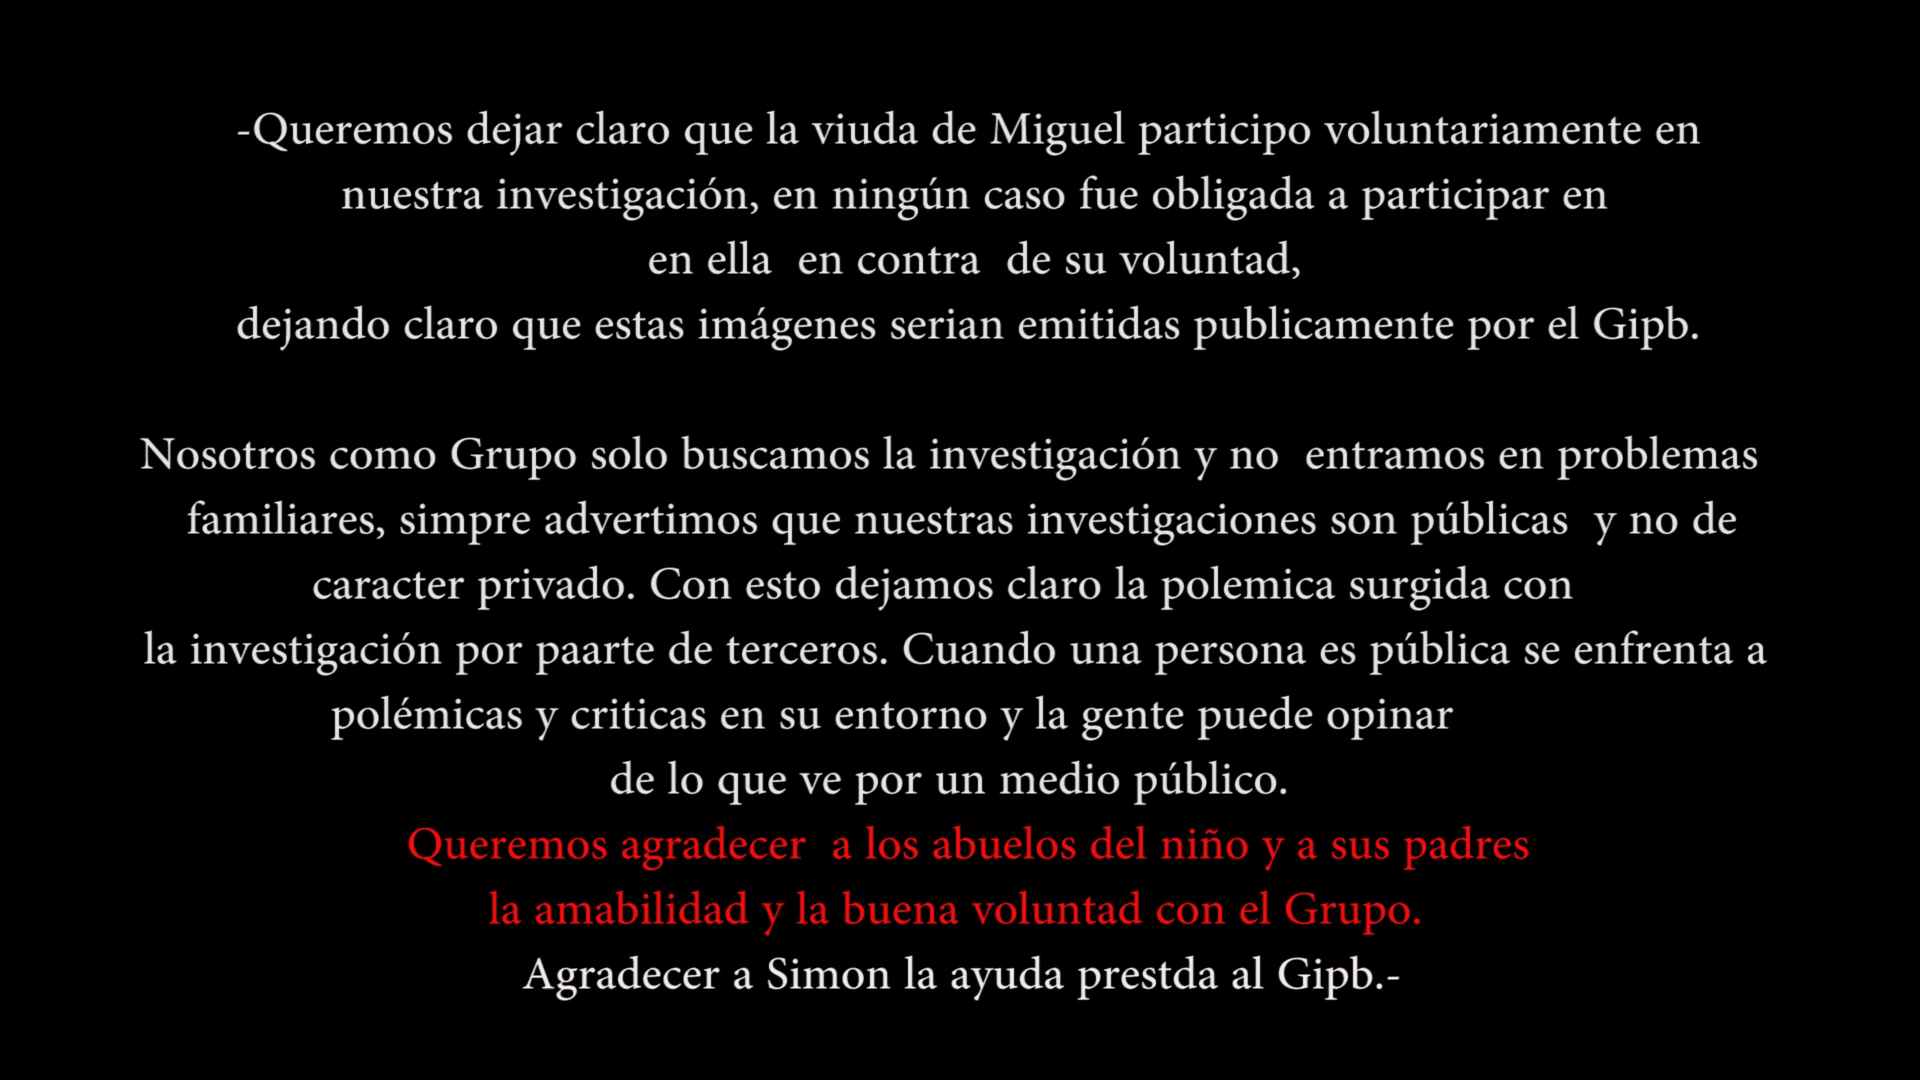 -Queremos dejar claro que la viuda de Miguel participo voluntariamente en
nuestra investigación, en ningún caso fue obligada a participar en
en ella  en contra  de su voluntad,
dejando claro que estas imágenes serian emitidas publicamente por el Gipb.
Nosotros como Grupo solo buscamos la investigación y no  entramos en problemas
familiares, simpre advertimos que nuestras investigaciones son públicas  y no de
caracter privado. Con esto dejamos claro la polemica surgida con
la investigación por paarte de terceros. Cuando una persona es pública se enfrenta a
polémicas y criticas en su entorno y la gente puede opinar
de lo que ve por un medio público.
Queremos agradecer  a los abuelos del niño y a sus padres
la amabilidad y la buena voluntad con el Grupo.
Agradecer a Simon la ayuda prestda al Gipb.-